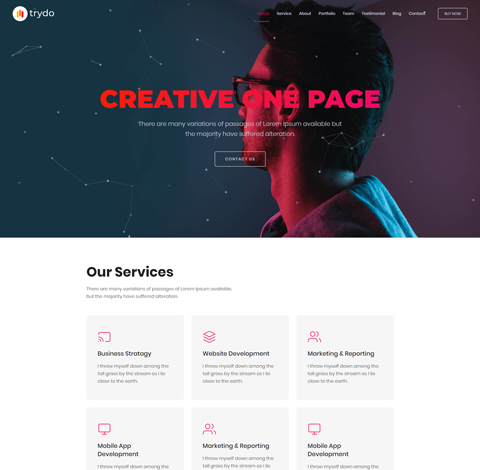 trydo
Home Service About Portfolio Team Testimonial Blog Contact BUY NOW
CREATIVE ONE PAGE
There are many variations of passages of Lorem Ipsum available but
the majority have suffered alteration.
CONTACT US
Our Services
There are many variations of passages of Lorem Ipsum available,
but the majority have suffered alteration.
Business Stratagy
I throw myself down among the
tall grass by the stream as I lie
close to the earth.
Website Development
I throw myself down among the
tall grass by the stream as I lie
close to the earth.
Marketing & Reporting
I throw myself down among the
tall grass by the stream as I lie
close to the earth.
Mobile App
Development
I throw myself down among the
Marketing & Reporting
I throw myself down among the
tall grass by the stream as I lie
Mobile App
Development
I throw myself down among the